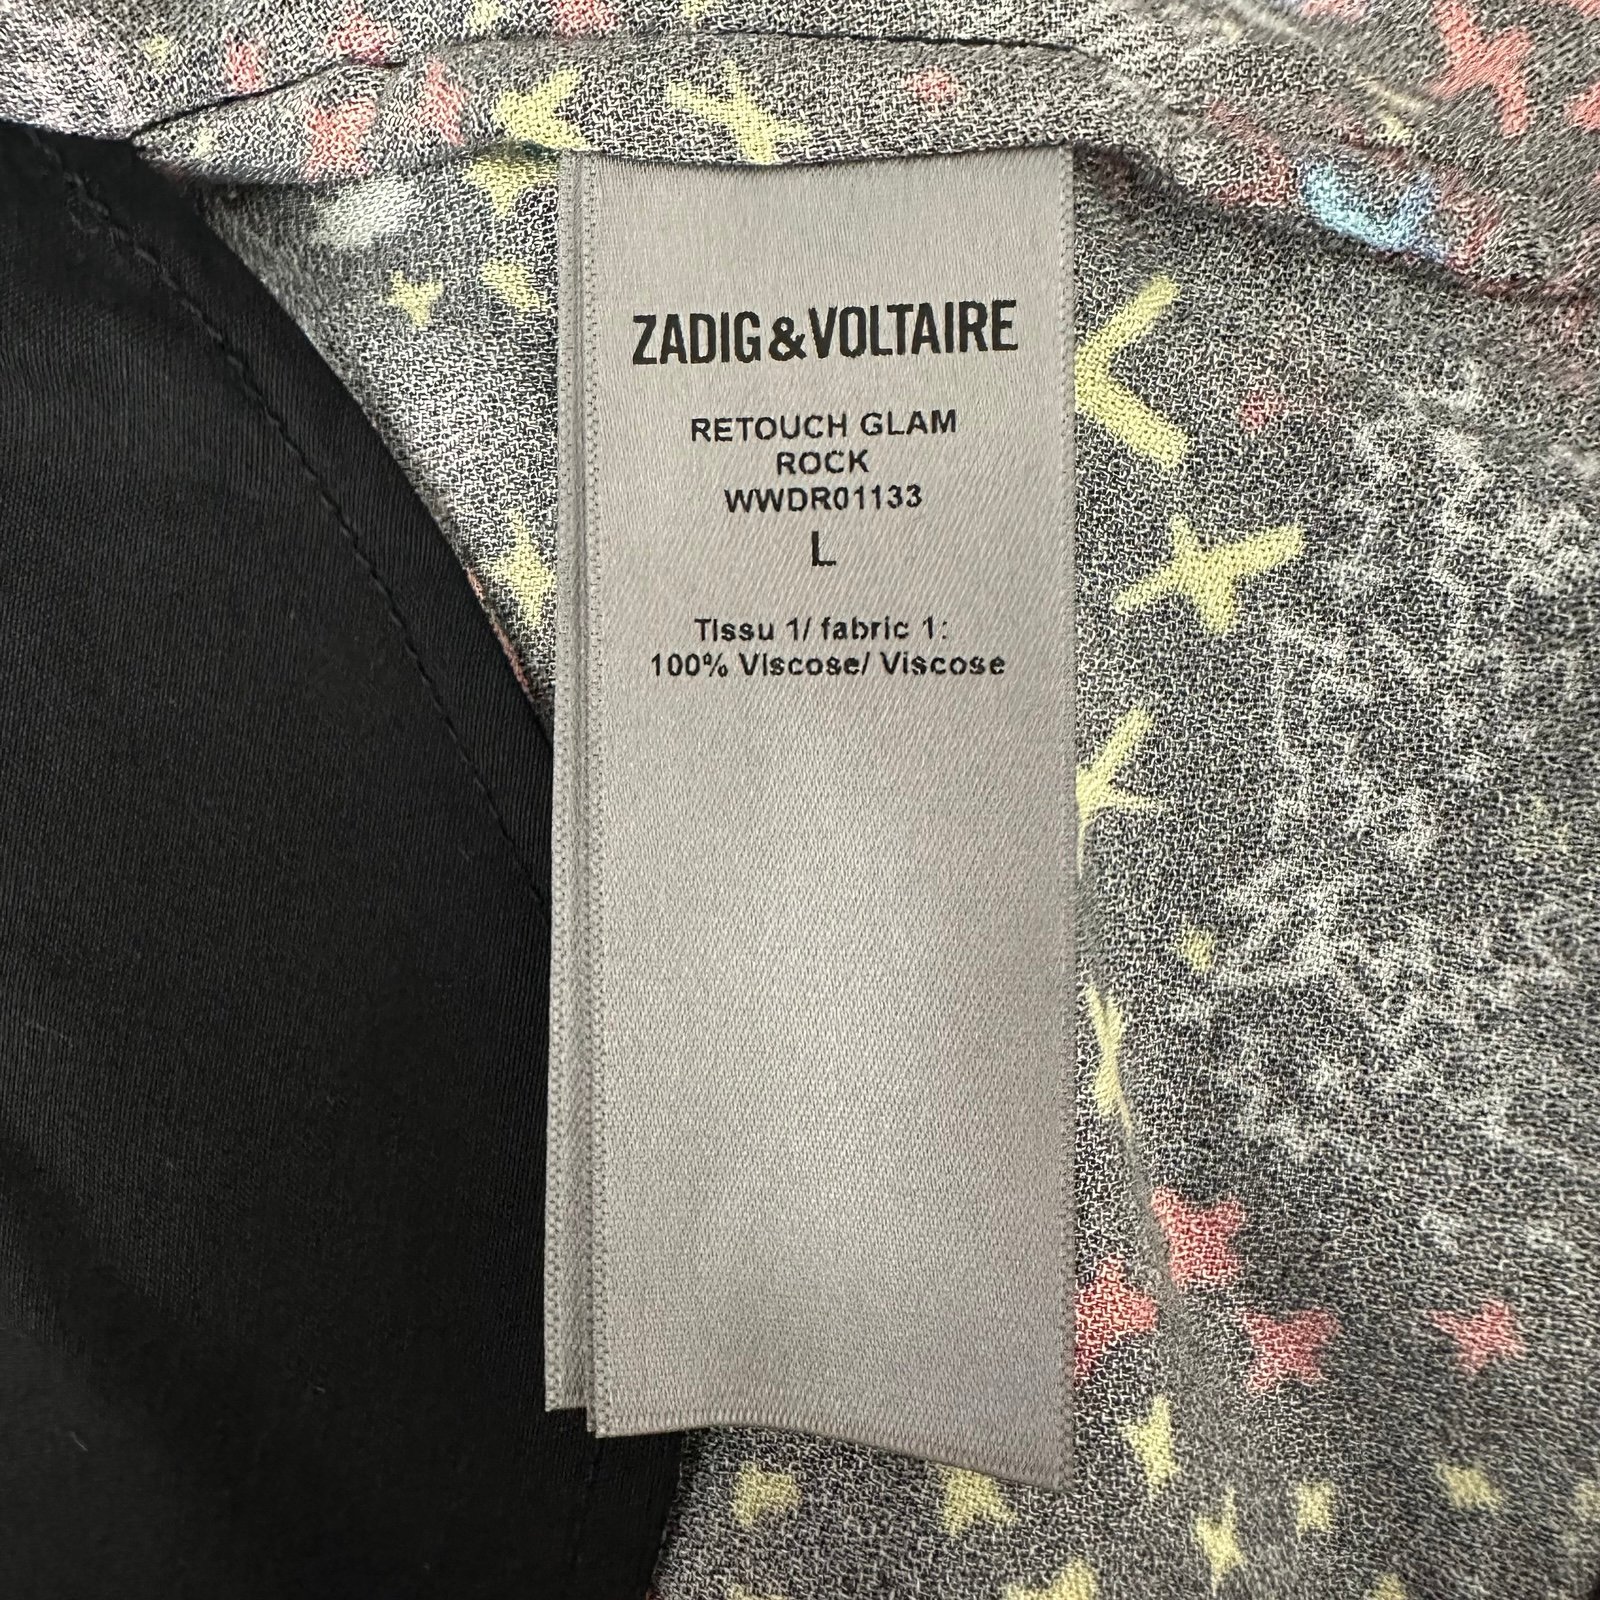 ZADIG&VOLTAIRE
RETOUCH GLAM
ROCK
WWDR01133
L
Tissu 1/ fabric 1:
100% Viscose/ Viscose